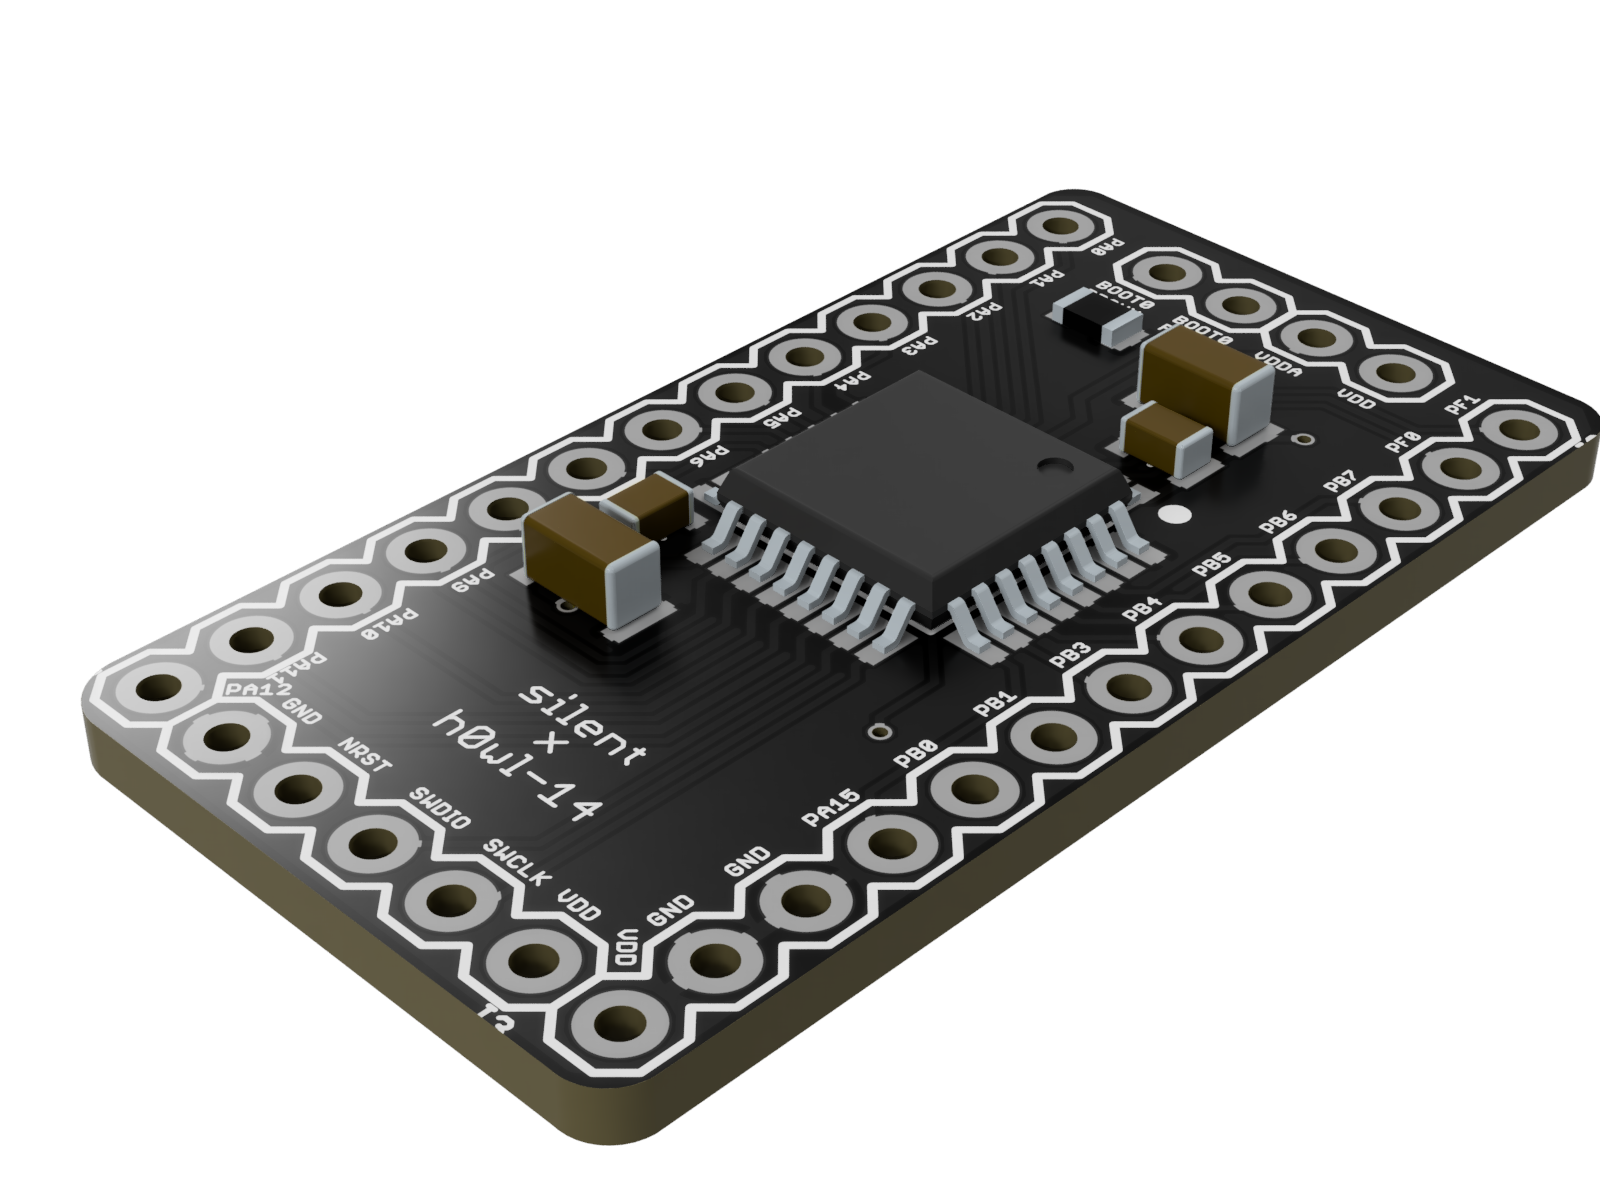 PA0
PA1
PA2
PA3
PA4
PA5
PA6
PA9
PA10
PA11
PA12
GND
NRST
SWDIO
SWCLK
VDD
VDD
GND
GND
PA15
PB0
PB1
PB3
PB4
PB5
PB6
PB7
PF0
PF1
BOOT0
BOOT0
VDDA
VDD
silent
x
h0wl-14